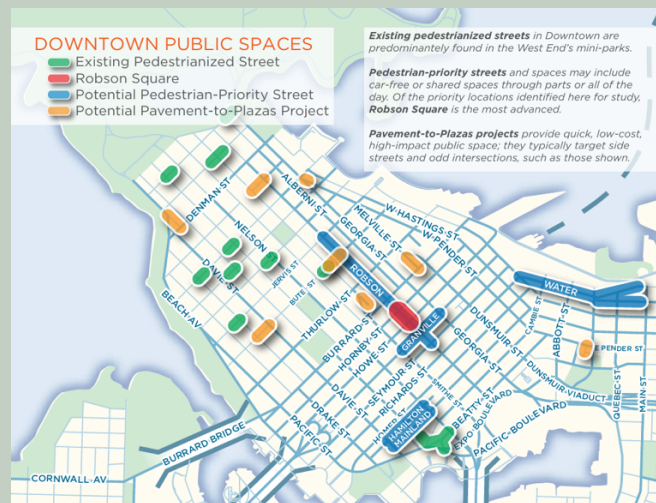 DOWNTOWN PUBLIC SPACES
Existing Pedestrianized Street
Robson Square
Potential Pedestrian-Priority Street
Potential Pavement-to-Plazas Project
Existing pedestrianized streets in Downtown are
predominantely found in the West End's mini-parks.
Pedestrian-priority streets and spaces may include
car-free or shared spaces through parts or all of the
day. Of the priority locations identified here for study,
Robson Square is the most advanced.
Pavement-to-Plazas projects provide quick, low-cost,
high-impact public space; they typically target side
streets and odd intersections, such as those shown.
DENMAN-ST
ALBERNI-ST
GEORGIA-ST
MELVILLE-ST
W-HASTINGS-ST
W-PENDER-ST
NELSON-ST
DAVIE-ST
BEACH-AV
JERVIS ST
BUTE ST
ROBSON
THURLOW-ST
BURRARD-ST
HORNBY-ST
HOWE-ST
GRANVILLE
SEYMOUR-ST
RICHARDS-ST
SMITHE-ST
HOMER-ST
HAMILTON
MAINLAND
DAVIE-ST
DRAKE-ST
PACIFIC-ST
GEORGIA-ST
DUNSMUIR-ST
DUNSMUIR-VIADUCT
BEATTY-ST
EXPO-BOULEVARD
PACIFIC-BOULEVARD
WATER
CAMBIE ST
ABBOTT-ST
E PENDER ST
QUEBEC-ST
MAIN-ST
BURRARD BRIDGE
CORNWALL-AV